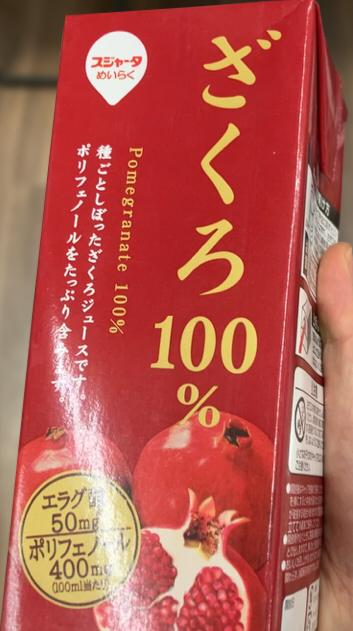 スジャータ
めいらく
ざくろ
100
%
Pomegranate 100%
種ごとしぼったざくろジュースです。
ポリフェノールをたっぷり含みます。
エラグ酸
50mg
ポリフェノール
400mg
(100ml当たり)